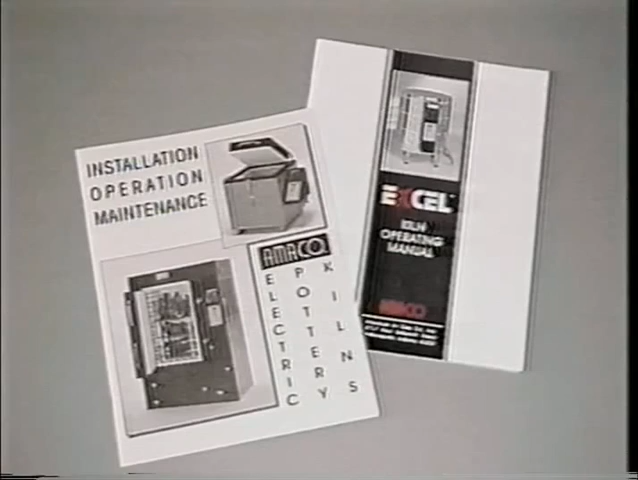 INSTALLATION
OPERATION
MAINTENANCE
AMACO
ELECTRIC
POTTERY
KILNS
EXCEL
KILN
OPERATING
MANUAL
AMACO